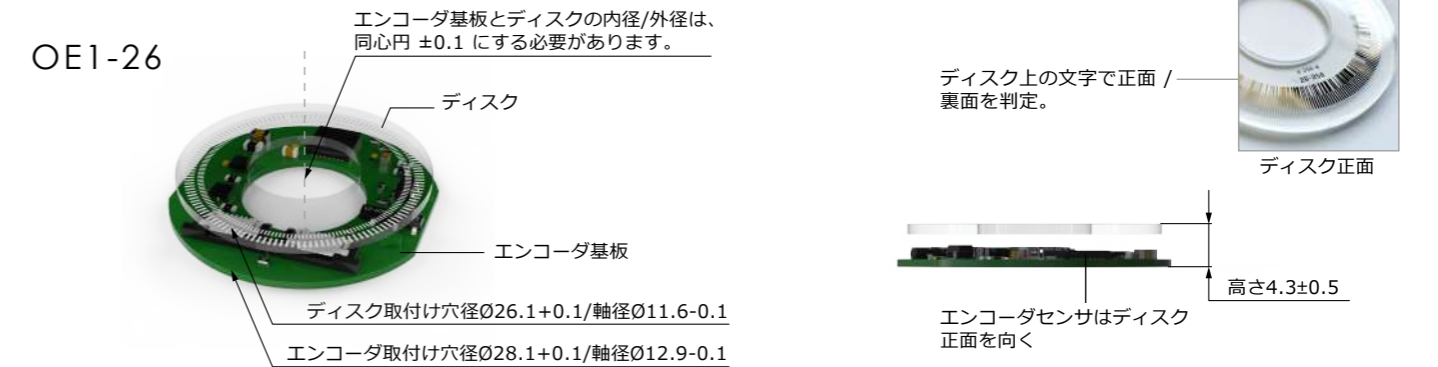 OE1-26
エンコーダ基板とディスクの内径/外径は、
同心円 ±0.1 にする必要があります。
ディスク
エンコーダ基板
ディスク取付け穴径Ø26.1+0.1/軸径Ø11.6-0.1
エンコーダ取付け穴径Ø28.1+0.1/軸径Ø12.9-0.1
ディスク上の文字で正面 /
裏面を判定。
ディスク正面
高さ4.3±0.5
エンコーダセンサはディスク
正面を向く